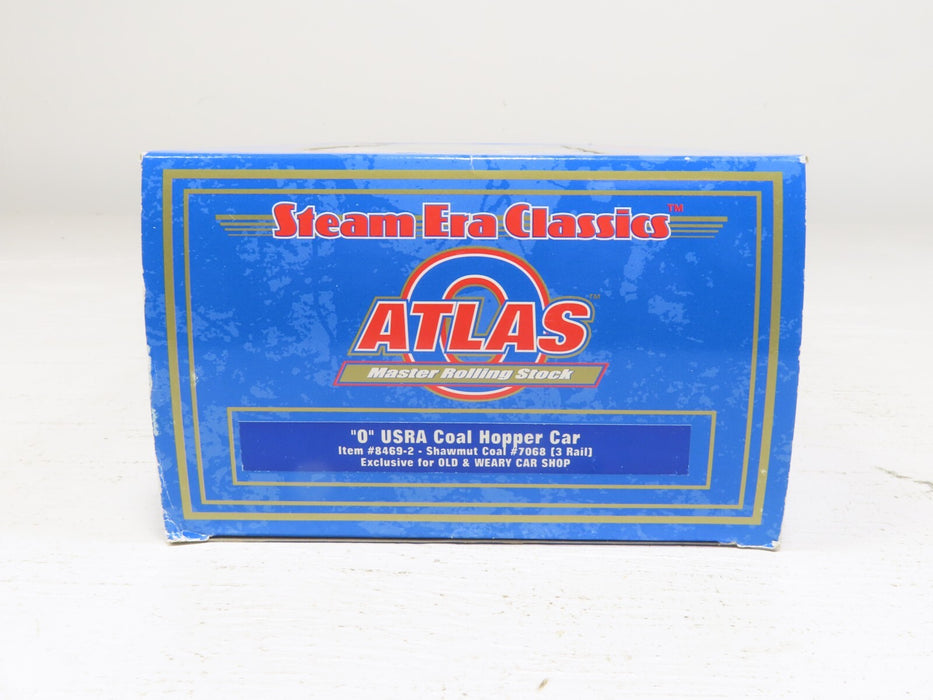 Steam Era Classics™
O
ATLAS™
Master Rolling Stock
"O" USRA Coal Hopper Car
Item #8469-2 - Shawmut Coal #7068 (3 Rail)
Exclusive for OLD & WEARY CAR SHOP